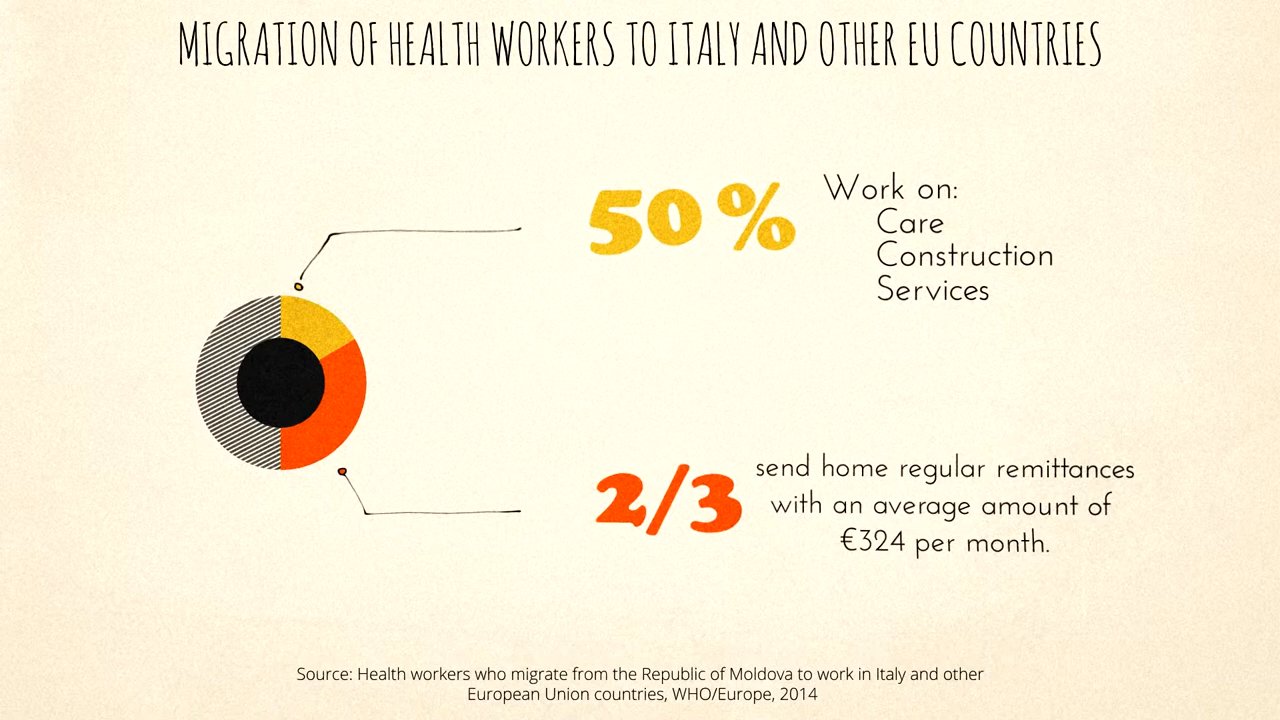 MIGRATION OF HEALTH WORKERS TO ITALY AND OTHER EU COUNTRIES
50%
Work on:
Care
Construction
Services
2/3
send home regular remittances
with an average amount of
€324 per month.
Source: Health workers who migrate from the Republic of Moldova to work in Italy and other
European Union countries, WHO/Europe, 2014